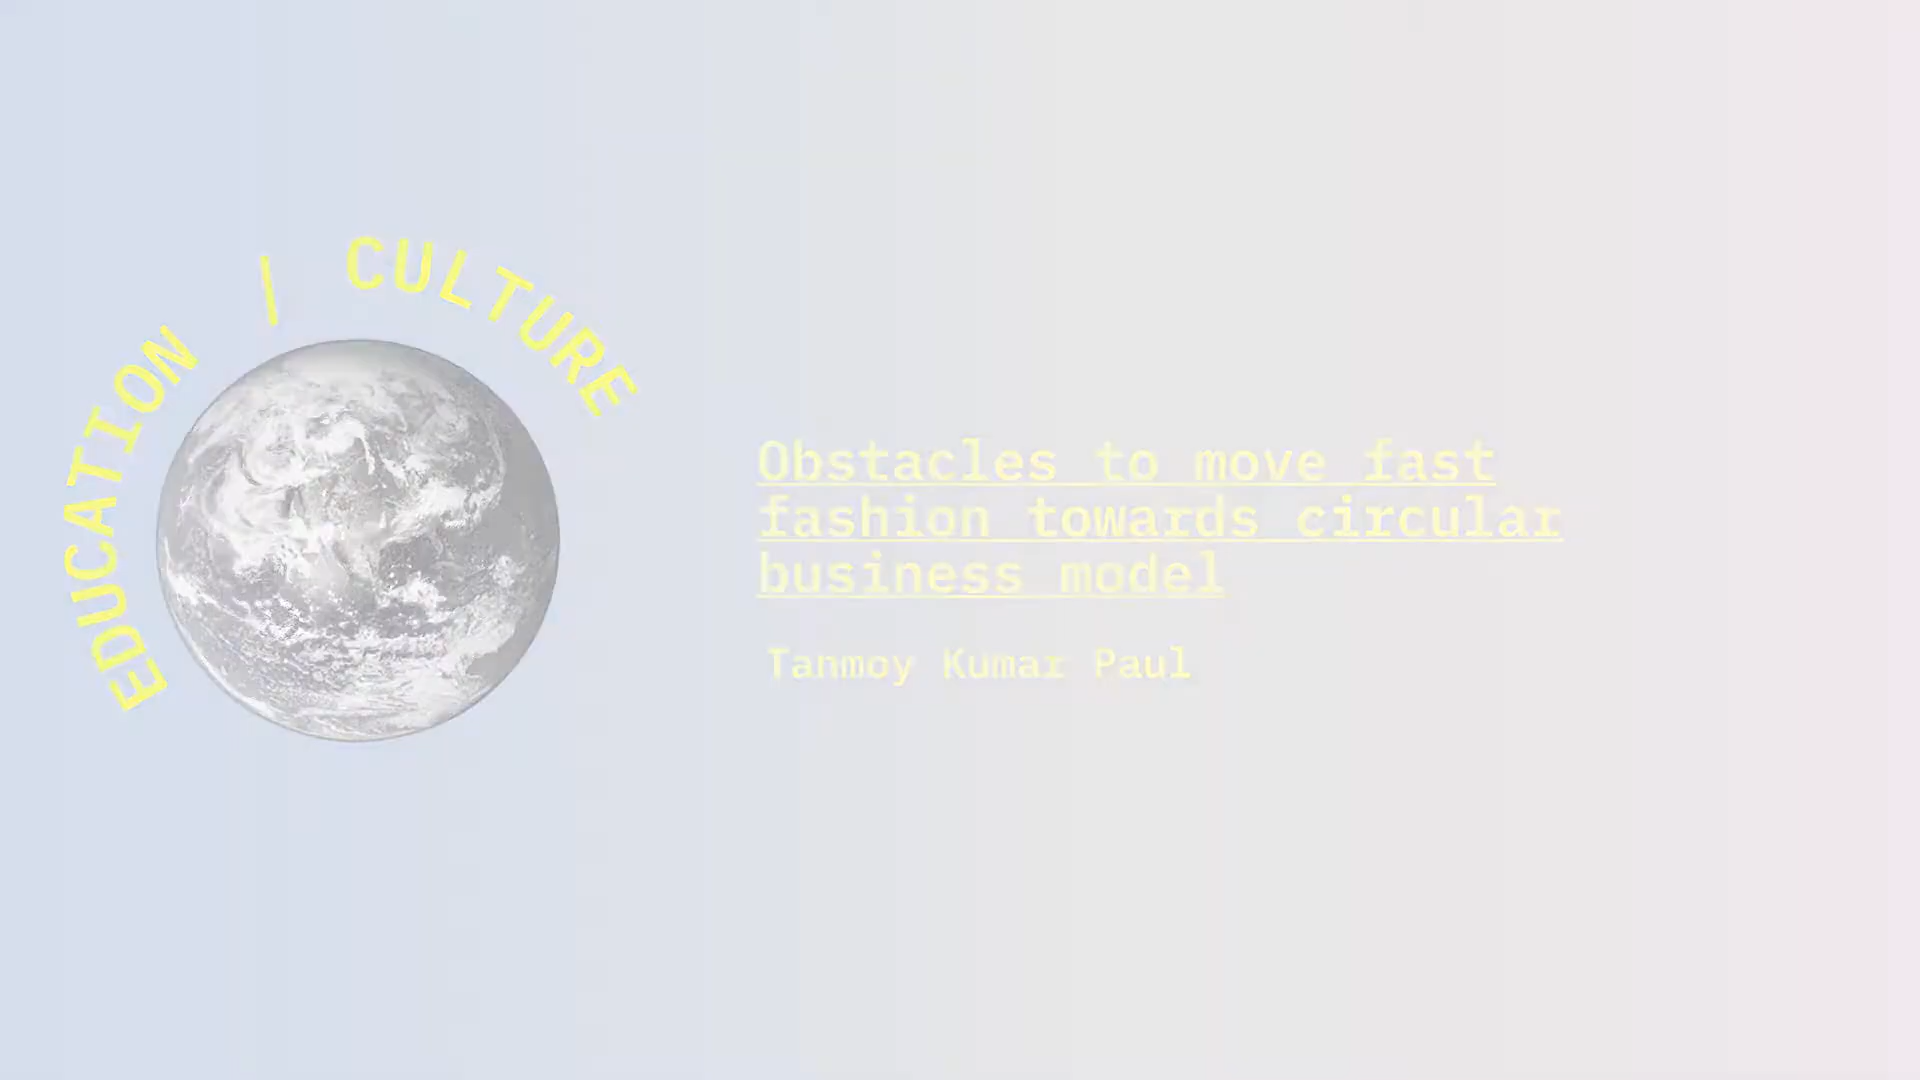 EDUCATION / CULTURE
Obstacles to move fast
fashion towards circular
business model
Tanmoy Kumar Paul